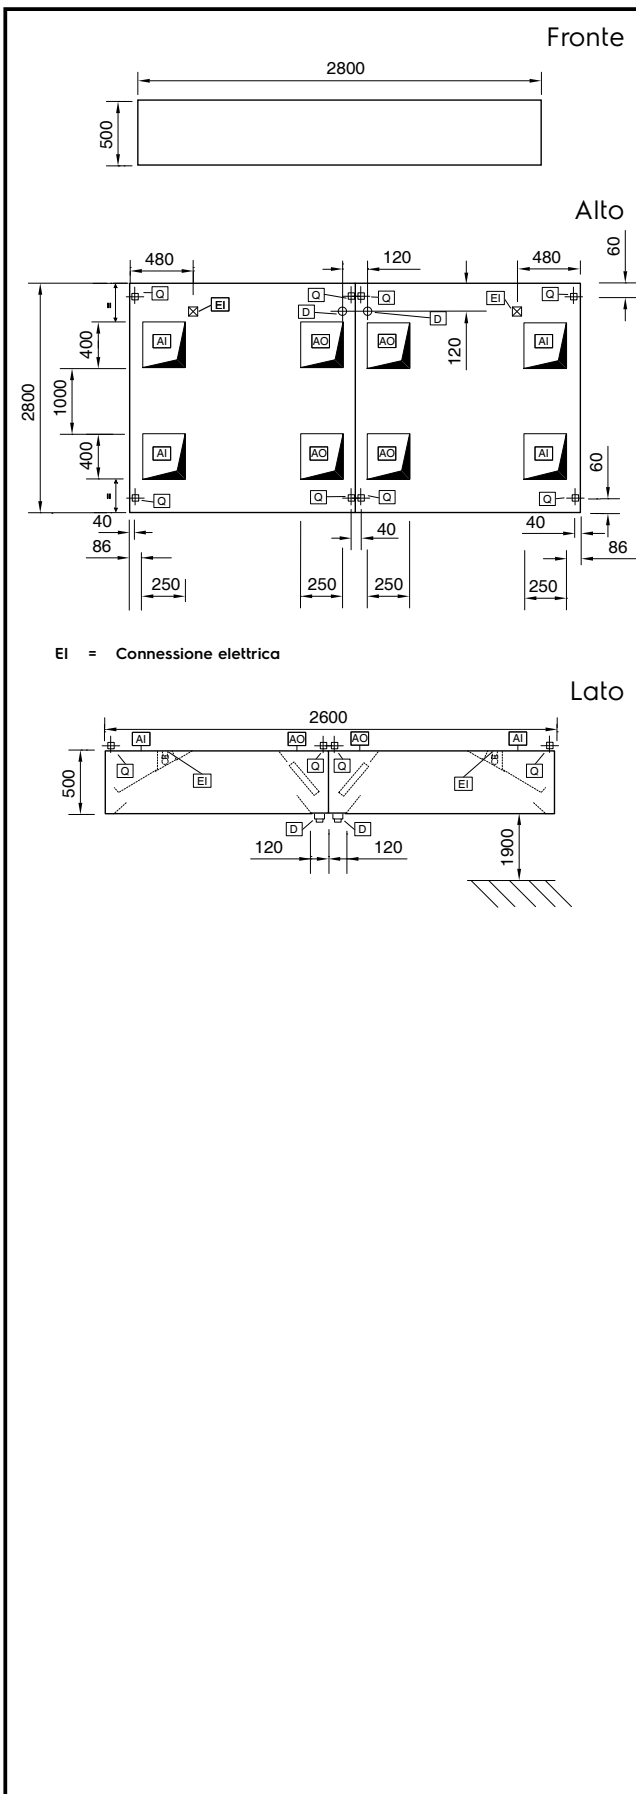 Fronte
2800
500
Alto
480 120 480 60
Q Q Q Q
EI EI
D D
= 400 120
AI AO AO AI
2800 1000
400
AI AO AO AI
= 60
Q Q Q Q
40 40 40
86 86
250 250 250 250
EI = Connessione elettrica
Lato
2600
AI AO AO AI
Q Q Q Q
EI EI
500
D D
120 120 1900